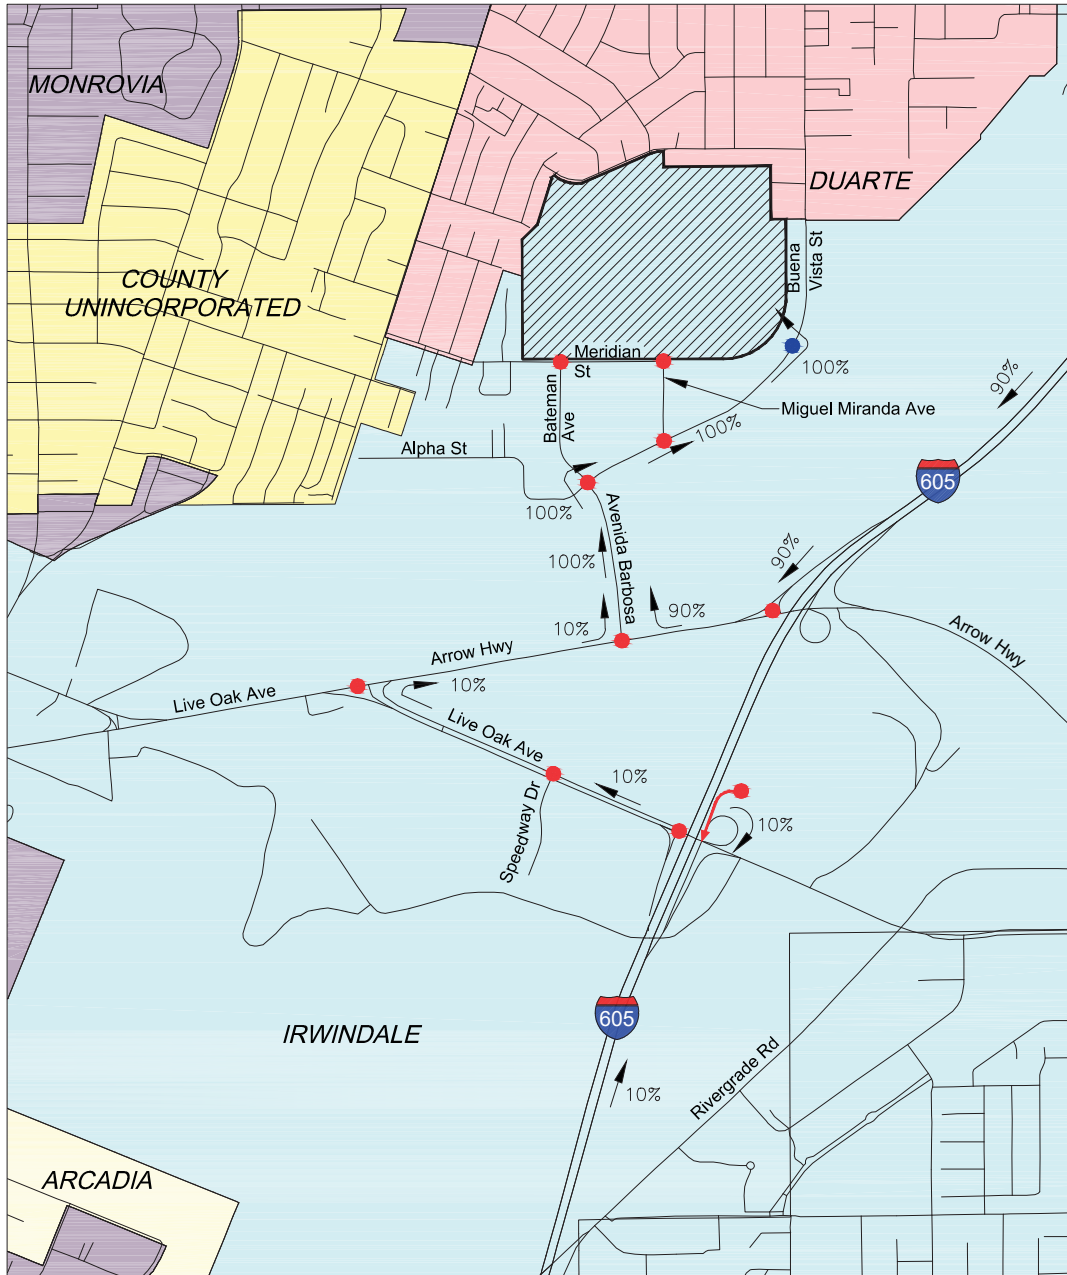 MONROVIA
DUARTE
COUNTY
UNINCORPORATED
Buena
Vista St
Meridian
St
100%
90%
Bateman
Ave
Miguel Miranda Ave
100%
Alpha St
605
100%
Avenida Barbosa
100%
90%
10%
90%
Arrow Hwy
Arrow Hwy
10%
Live Oak Ave
Live Oak Ave
10%
Speedway Dr
10%
605
IRWINDALE
Rivergrade Rd
10%
ARCADIA